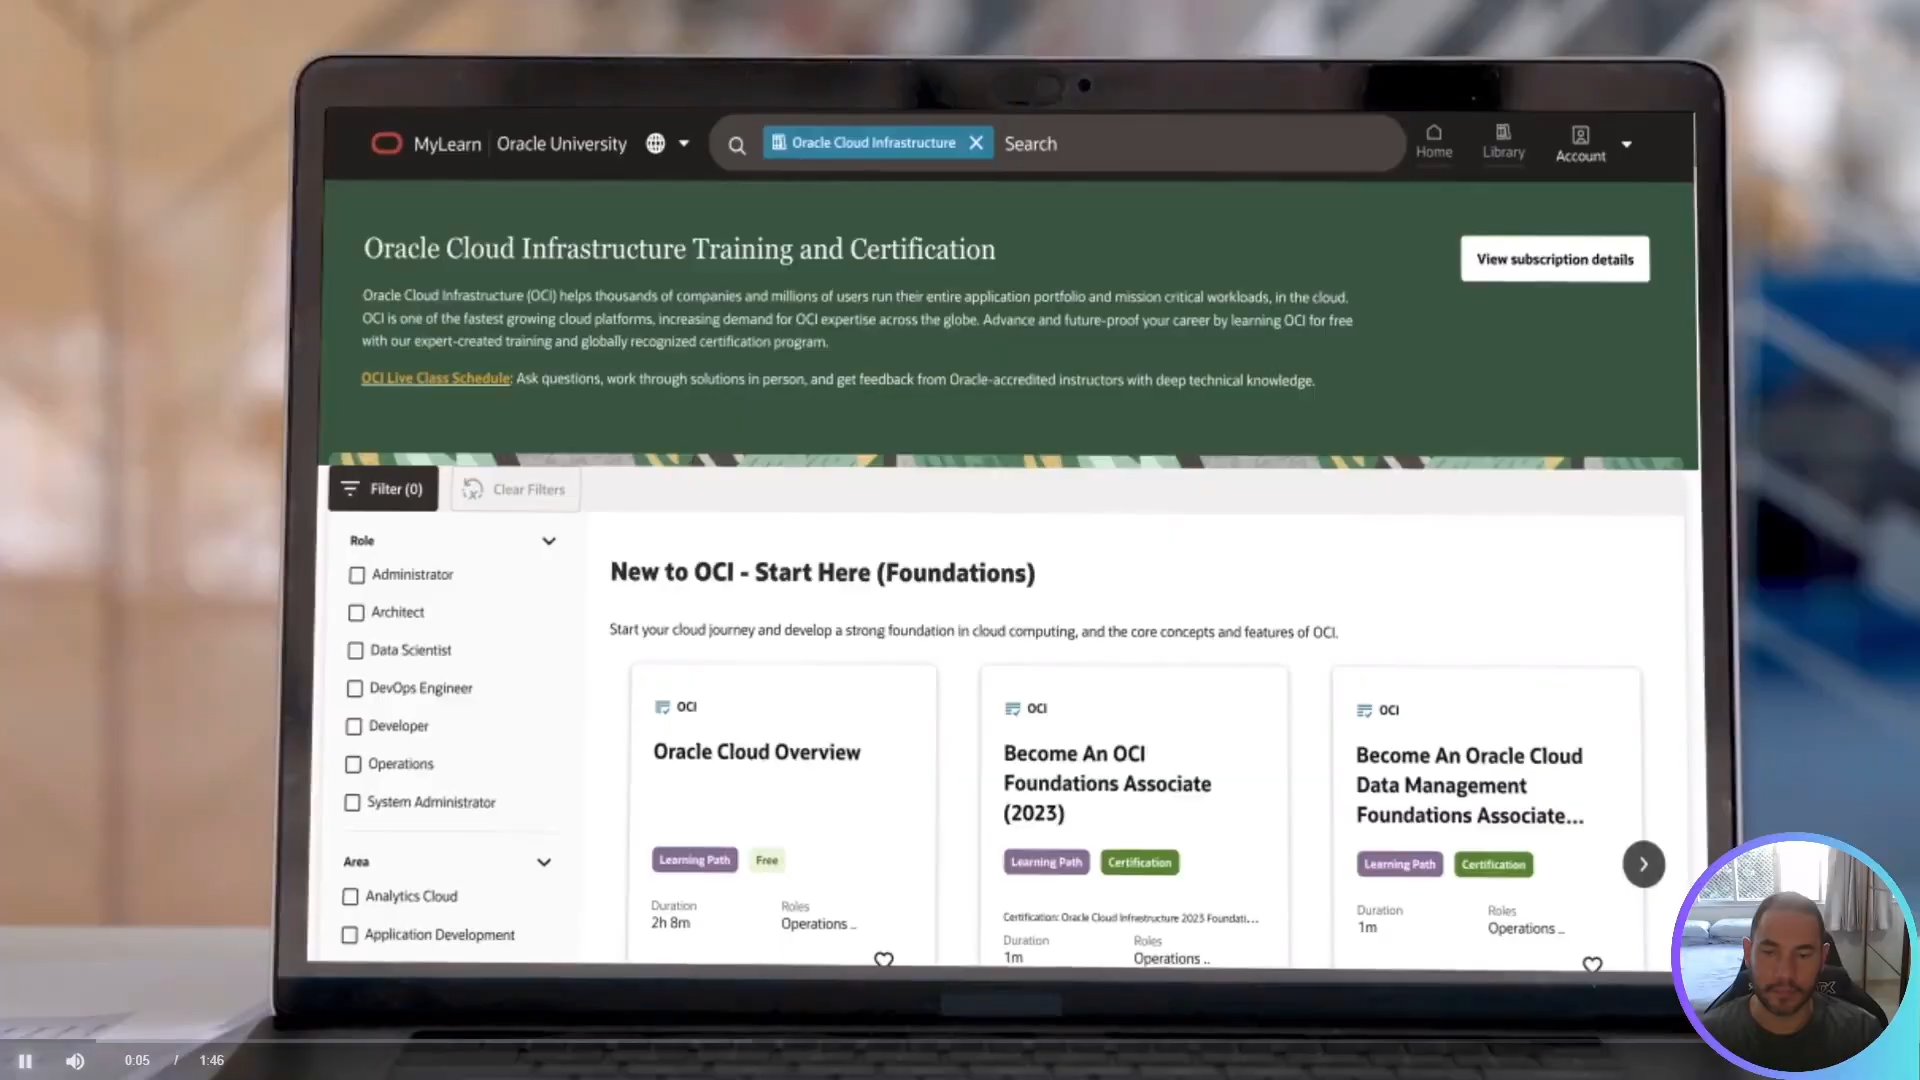 MyLearn | Oracle University
Oracle Cloud Infrastructure
Search
Home
Library
Account
Oracle Cloud Infrastructure Training and Certification
View subscription details
Oracle Cloud Infrastructure (OCI) helps thousands of companies and millions of users run their entire application portfolio and mission critical workloads, in the cloud.
OCI is one of the fastest growing cloud platforms, increasing demand for OCI expertise across the globe. Advance and future-proof your career by learning OCI for free
with our expert-created training and globally recognized certification program.
OCI Live Class Schedule: Ask questions, work through solutions in person, and get feedback from Oracle-accredited instructors with deep technical knowledge.
Filter (0)
Clear Filters
Role
Administrator
Architect
Data Scientist
DevOps Engineer
Developer
Operations
System Administrator
Area
Analytics Cloud
Application Development
New to OCI - Start Here (Foundations)
Start your cloud journey and develop a strong foundation in cloud computing, and the core concepts and features of OCI.
OCI
Oracle Cloud Overview
Learning Path
Free
Duration
2h 8m
Roles
Operations ..
OCI
Become An OCI
Foundations Associate
(2023)
Learning Path
Certification
Certification: Oracle Cloud Infrastructure 2023 Foundati...
Duration
1m
Roles
Operations ..
OCI
Become An Oracle Cloud
Data Management
Foundations Associate...
Learning Path
Certification
Duration
1m
Roles
Operations ..
0:05 / 1:46